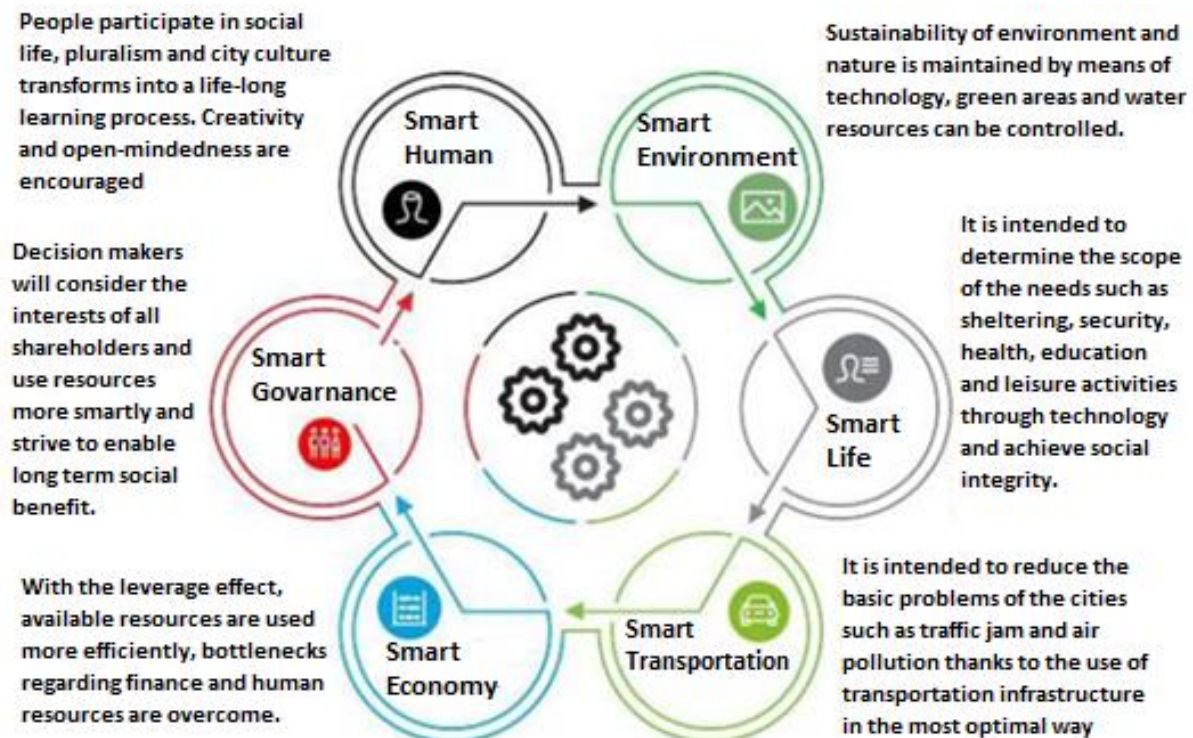 People participate in social
life, pluralism and city culture
transforms into a life-long
learning process. Creativity
and open-mindedness are
encouraged
Smart
Human
Smart
Environment
Sustainability of environment and
nature is maintained by means of
technology, green areas and water
resources can be controlled.
Decision makers
will consider the
interests of all
shareholders and
use resources
more smartly and
strive to enable
long term social
benefit.
Smart
Govarnance
Smart
Life
It is intended to
determine the scope
of the needs such as
sheltering, security,
health, education
and leisure activities
through technology
and achieve social
integrity.
With the leverage effect,
available resources are used
more efficiently, bottlenecks
regarding finance and human
resources are overcome.
Smart
Economy
Smart
Transportation
It is intended to reduce the
basic problems of the cities
such as traffic jam and air
pollution thanks to the use of
transportation infrastructure
in the most optimal way